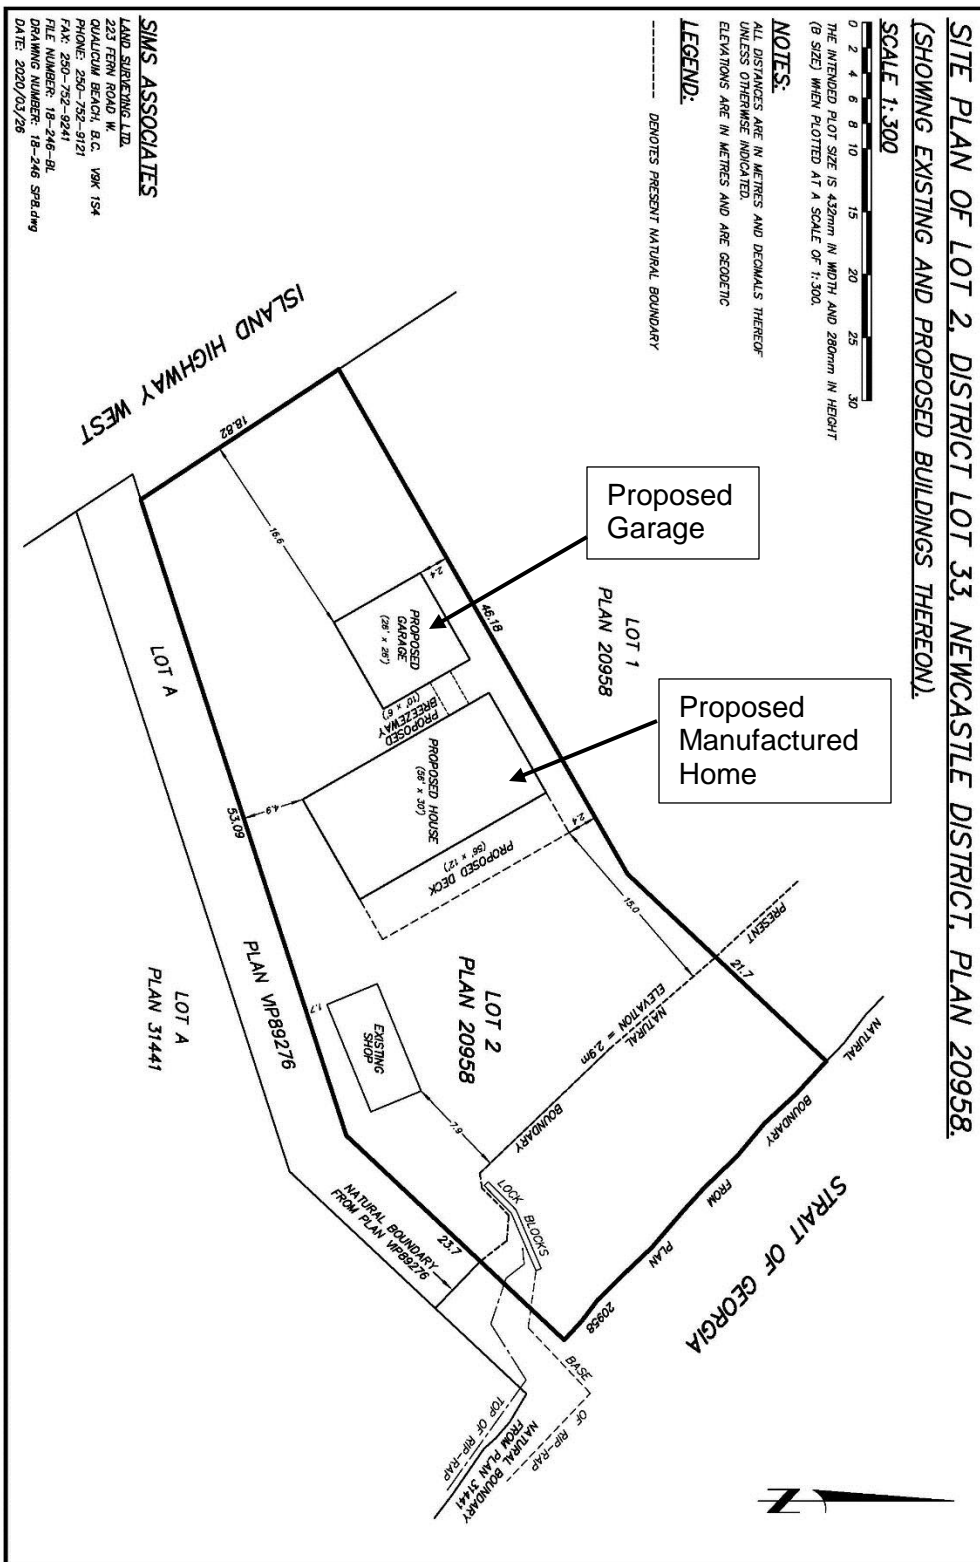 SITE PLAN OF LOT 2, DISTRICT LOT 33, NEWCASTLE DISTRICT, PLAN 20958.
(SHOWING EXISTING AND PROPOSED BUILDINGS THEREON).
SCALE 1:300
0 2 4 6 8 10 15 20 25 30
THE INTENDED PLOT SIZE IS 432mm IN WIDTH AND 280mm IN HEIGHT
(B SIZE) WHEN PLOTTED AT A SCALE OF 1:300.
NOTES:
ALL DISTANCES ARE IN METRES AND DECIMALS THEREOF
UNLESS OTHERWISE INDICATED.
ELEVATIONS ARE IN METRES AND ARE GEODETIC
LEGEND:
DENOTES PRESENT NATURAL BOUNDARY
SIMS ASSOCIATES
LAND SURVEYING LTD.
223 FERN ROAD W.
QUALICUM BEACH, B.C. V9K 1S4
PHONE: 250-752-9121
FAX: 250-752-9241
FILE NUMBER: 18-246-BL
DRAWING NUMBER: 18-246 SPB.dwg
DATE: 2020/03/26
ISLAND HIGHWAY WEST
18.82
16.6
2.4
46.18
PROPOSED
GARAGE
(26' x 26')
PROPOSED
BREEZEWAY
(10' x 6')
PROPOSED HOUSE
(56' x 30')
PROPOSED DECK
(56' x 12')
4.9
53.09
2.4
15.0
LOT 1
PLAN 20958
Proposed
Garage
Proposed
Manufactured
Home
LOT A
PLAN VIP89276
LOT A
PLAN 31441
LOT 2
PLAN 20958
EXISTING
SHOP
1.7
7.9
PRESENT
NATURAL
BOUNDARY
ELEVATION = 2.9m
21.7
NATURAL
BOUNDARY
FROM
PLAN
20958
STRAIT OF GEORGIA
LOCK BLOCKS
23.7
NATURAL BOUNDARY
FROM PLAN VIP89276
BASE OF RIP-RAP
TOP OF RIP-RAP
NATURAL BOUNDARY
FROM PLAN 31441
N